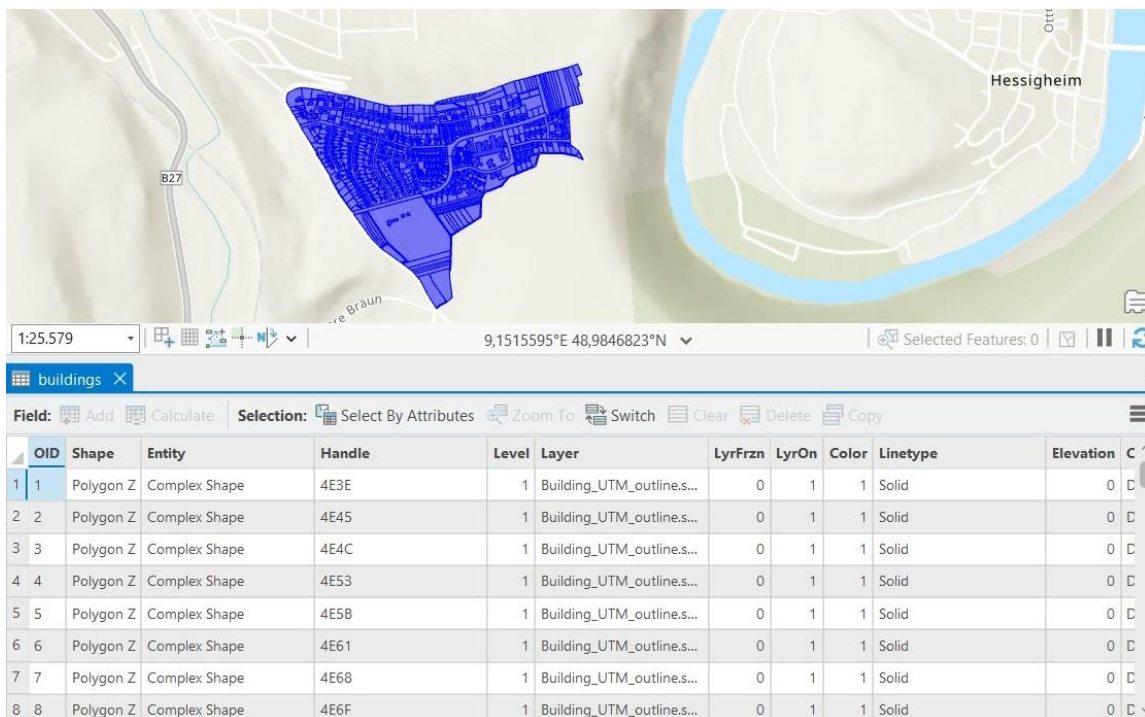 Otto
Hessigheim
B27
re Bräun
1:25.579
9,1515595°E 48,9846823°N
Selected Features: 0
buildings
Field: Add Calculate Selection: Select By Attributes Zoom To Switch Clear Delete Copy
OID Shape Entity Handle Level Layer LyrFrzn LyrOn Color Linetype Elevation C
1 1 Polygon Z Complex Shape 4E3E 1 Building_UTM_outline.s... 0 1 1 Solid 0 D
2 2 Polygon Z Complex Shape 4E45 1 Building_UTM_outline.s... 0 1 1 Solid 0 D
3 3 Polygon Z Complex Shape 4E4C 1 Building_UTM_outline.s... 0 1 1 Solid 0 D
4 4 Polygon Z Complex Shape 4E53 1 Building_UTM_outline.s... 0 1 1 Solid 0 D
5 5 Polygon Z Complex Shape 4E5B 1 Building_UTM_outline.s... 0 1 1 Solid 0 D
6 6 Polygon Z Complex Shape 4E61 1 Building_UTM_outline.s... 0 1 1 Solid 0 D
7 7 Polygon Z Complex Shape 4E68 1 Building_UTM_outline.s... 0 1 1 Solid 0 D
8 8 Polygon Z Complex Shape 4E6F 1 Building_UTM_outline.s... 0 1 1 Solid 0 D